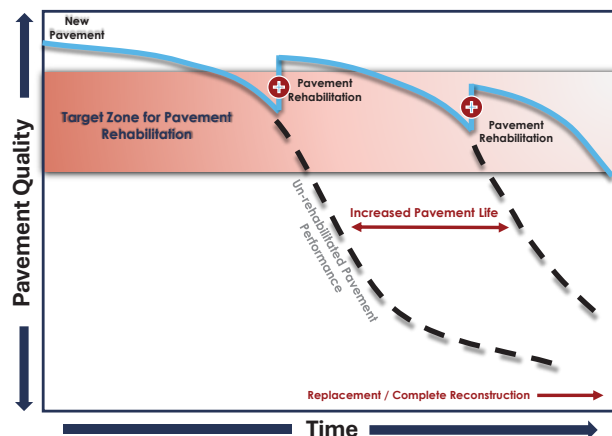 New
Pavement
Pavement
Rehabilitation
Target Zone for Pavement
Rehabilitation
Pavement
Rehabilitation
Un-rehabilitated Pavement
Performance
Increased Pavement Life
Replacement / Complete Reconstruction
Pavement Quality
Time